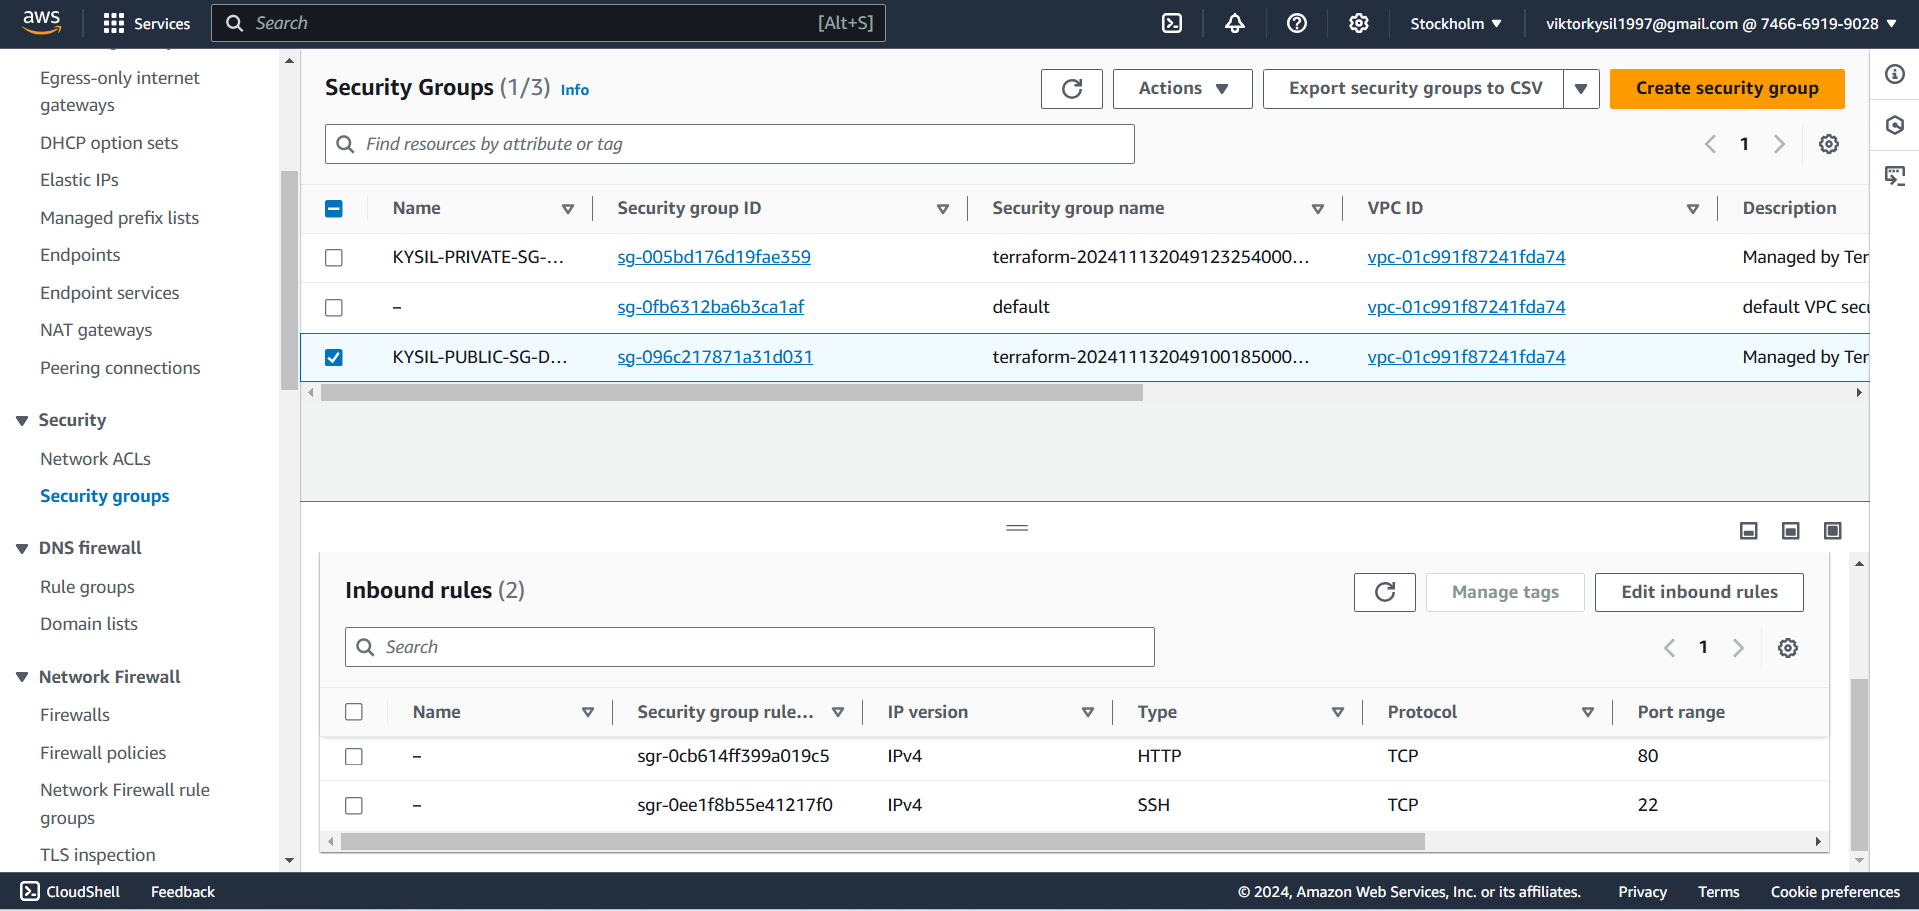 aws Services Search [Alt+S] Stockholm viktorkysil1997@gmail.com @ 7466-6919-9028
Egress-only internet
gateways
DHCP option sets
Elastic IPs
Managed prefix lists
Endpoints
Endpoint services
NAT gateways
Peering connections
Security
Network ACLs
Security groups
DNS firewall
Rule groups
Domain lists
Network Firewall
Firewalls
Firewall policies
Network Firewall rule
groups
TLS inspection
Security Groups (1/3) Info Actions Export security groups to CSV Create security group
Find resources by attribute or tag 1
Name Security group ID Security group name VPC ID Description
KYSIL-PRIVATE-SG-... sg-005bd176d19fae359 terraform-202411132049123254000... vpc-01c991f87241fda74 Managed by Ter
– sg-0fb6312ba6b3ca1af default vpc-01c991f87241fda74 default VPC secu
KYSIL-PUBLIC-SG-D... sg-096c217871a31d031 terraform-202411132049100185000... vpc-01c991f87241fda74 Managed by Ter
Inbound rules (2) Manage tags Edit inbound rules
Search 1
Name Security group rule... IP version Type Protocol Port range
– sgr-0cb614ff399a019c5 IPv4 HTTP TCP 80
– sgr-0ee1f8b55e41217f0 IPv4 SSH TCP 22
CloudShell Feedback © 2024, Amazon Web Services, Inc. or its affiliates. Privacy Terms Cookie preferences